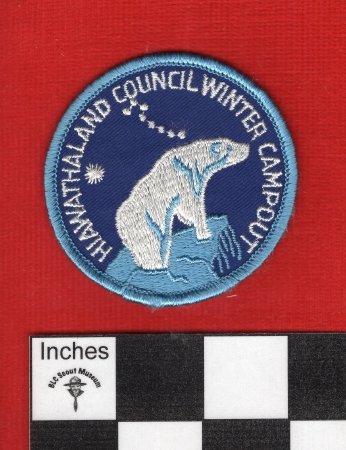 HIAWATHALAND COUNCIL WINTER CAMPOUT
Inches
BLC Scout Museum